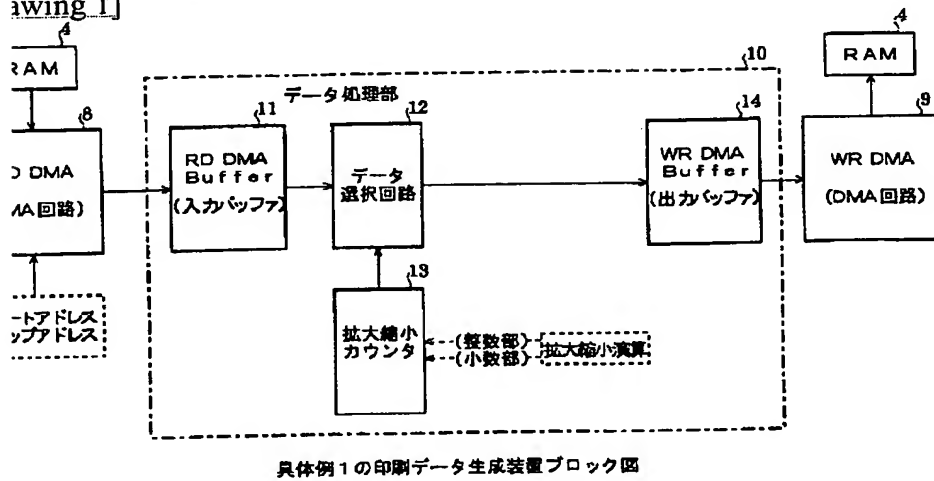 awing 1]
4
RAM
8
D DMA
MA回路)
ートアドレス
ップアドレス
10
データ処理部
11
RD DMA
Buffer
(入力バッファ)
12
データ
選択回路
13
拡大縮小
カウンタ
(整数部)
(小数部)
拡大縮小演算
14
WR DMA
Buffer
(出力バッファ)
4
RAM
9
WR DMA
(DMA回路)
具体例1の印刷データ生成装置ブロック図